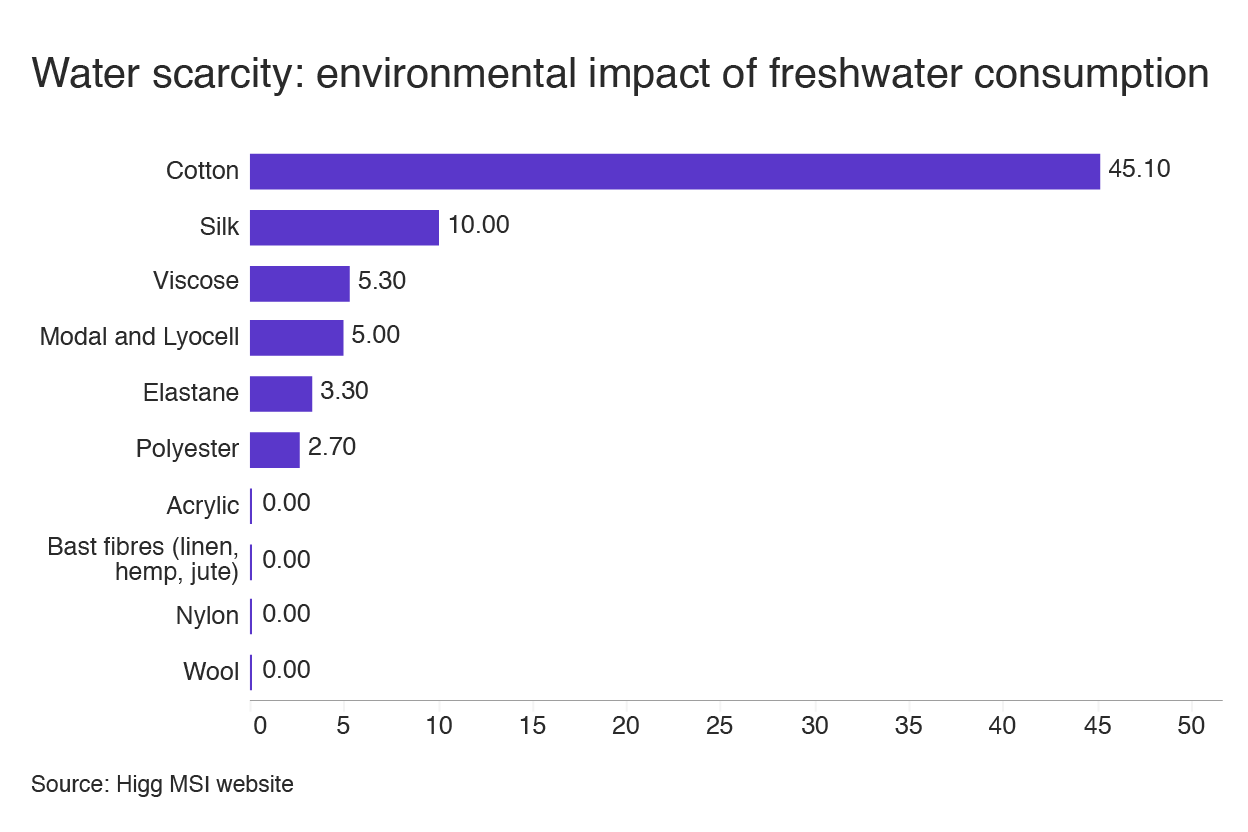 Water scarcity: environmental impact of freshwater consumption
Cotton 45.10
Silk 10.00
Viscose 5.30
Modal and Lyocell 5.00
Elastane 3.30
Polyester 2.70
Acrylic 0.00
Bast fibres (linen,
hemp, jute) 0.00
Nylon 0.00
Wool 0.00
0 5 10 15 20 25 30 35 40 45 50
Source: Higg MSI website